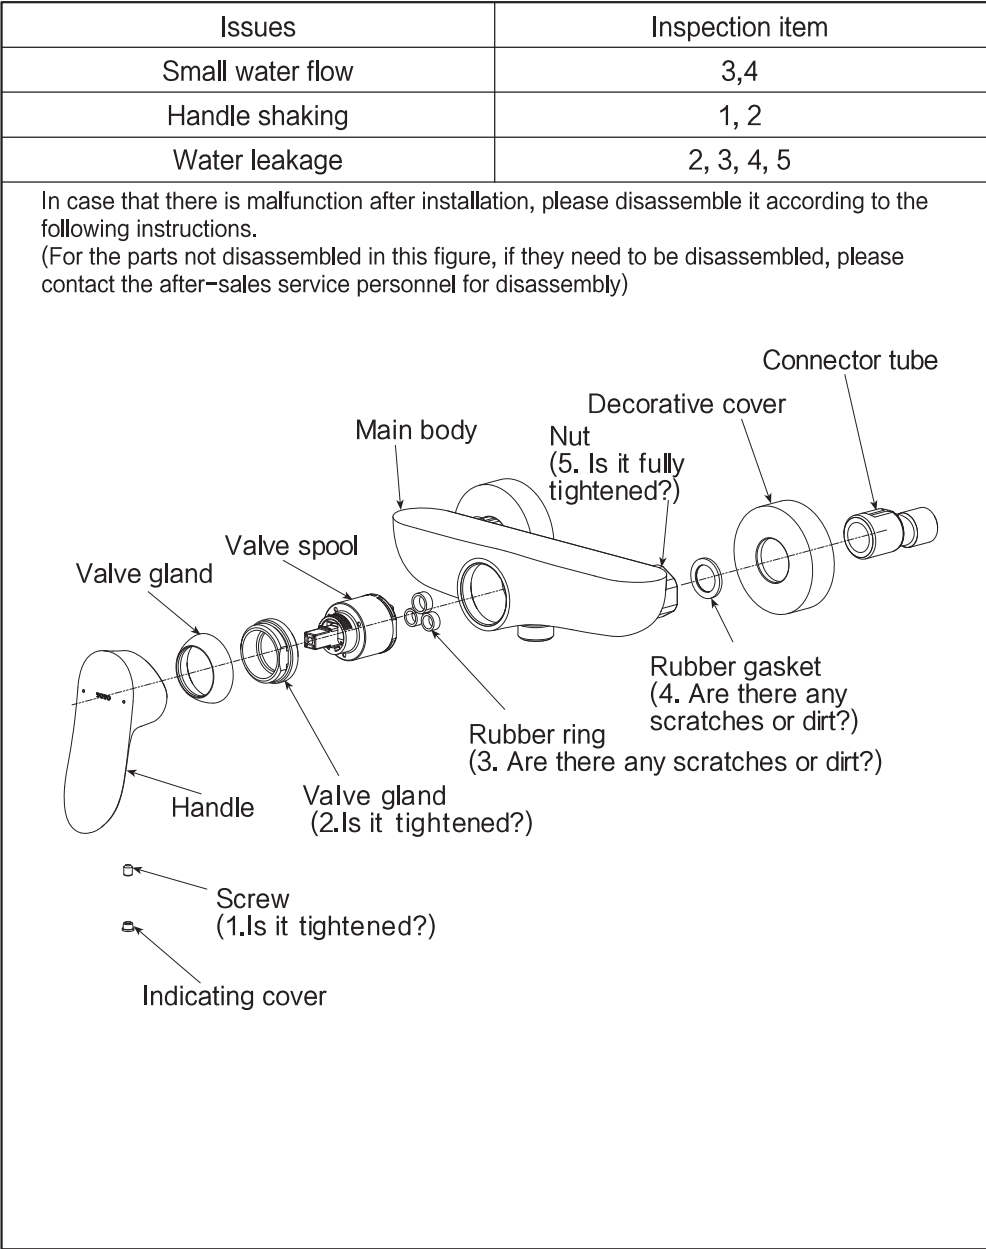 Issues Inspection item
Small water flow 3,4
Handle shaking 1, 2
Water leakage 2, 3, 4, 5
In case that there is malfunction after installation, please disassemble it according to the
following instructions.
(For the parts not disassembled in this figure, if they need to be disassembled, please
contact the after-sales service personnel for disassembly)
Connector tube
Decorative cover
Main body
Nut
(5. Is it fully
tightened?)
Valve spool
Valve gland
Rubber gasket
(4. Are there any
scratches or dirt?)
Rubber ring
(3. Are there any scratches or dirt?)
Handle
Valve gland
(2.Is it tightened?)
Screw
(1.Is it tightened?)
Indicating cover